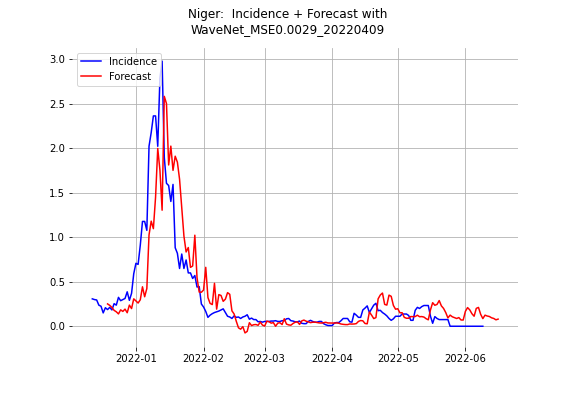 Niger:  Incidence + Forecast with
WaveNet_MSE0.0029_20220409
Incidence
Forecast
3.0
2.5
2.0
1.5
1.0
0.5
0.0
2022-01 2022-02 2022-03 2022-04 2022-05 2022-06